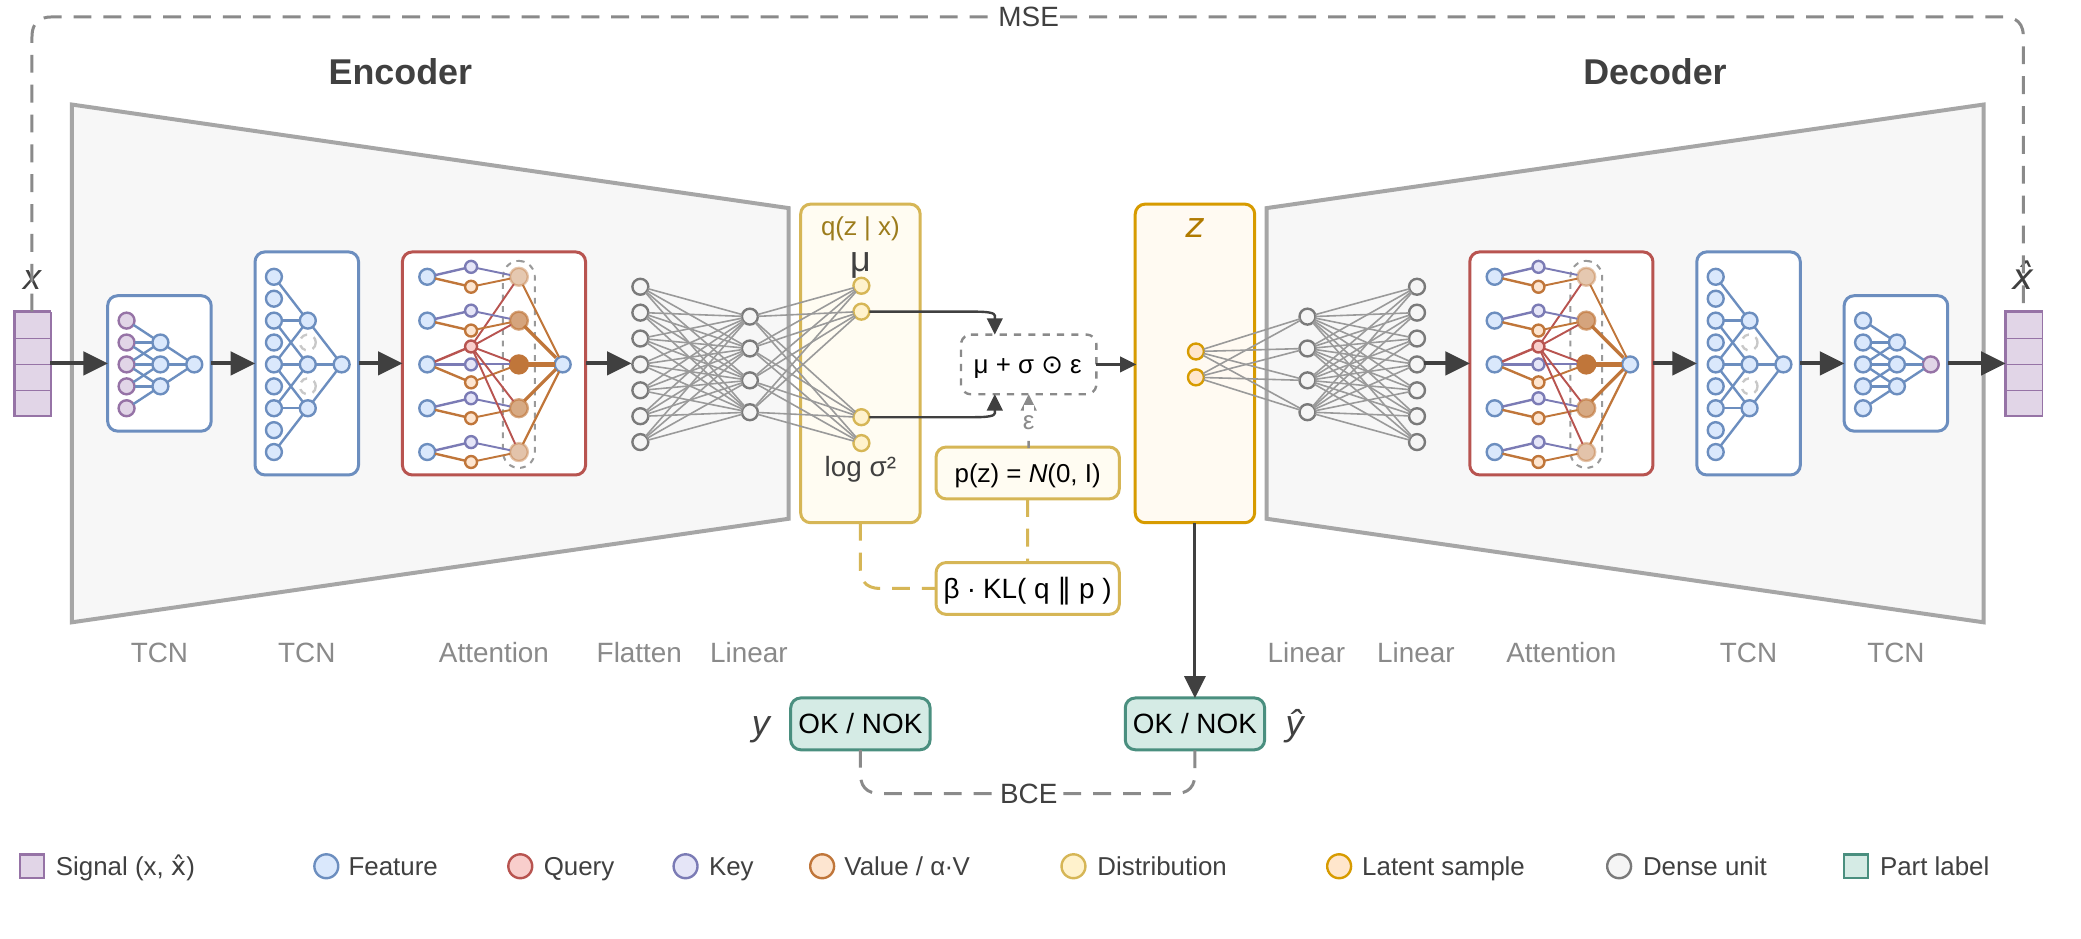 MSE
Encoder
Decoder
x
x̂
q(z | x)
μ
log σ²
μ + σ ⊙ ε
ε
p(z) = N(0, I)
β · KL( q ∥ p )
z
TCN
TCN
Attention
Flatten
Linear
Linear
Linear
Attention
TCN
TCN
y
OK / NOK
OK / NOK
ŷ
BCE
Signal (x, x̂)
Feature
Query
Key
Value / α·V
Distribution
Latent sample
Dense unit
Part label